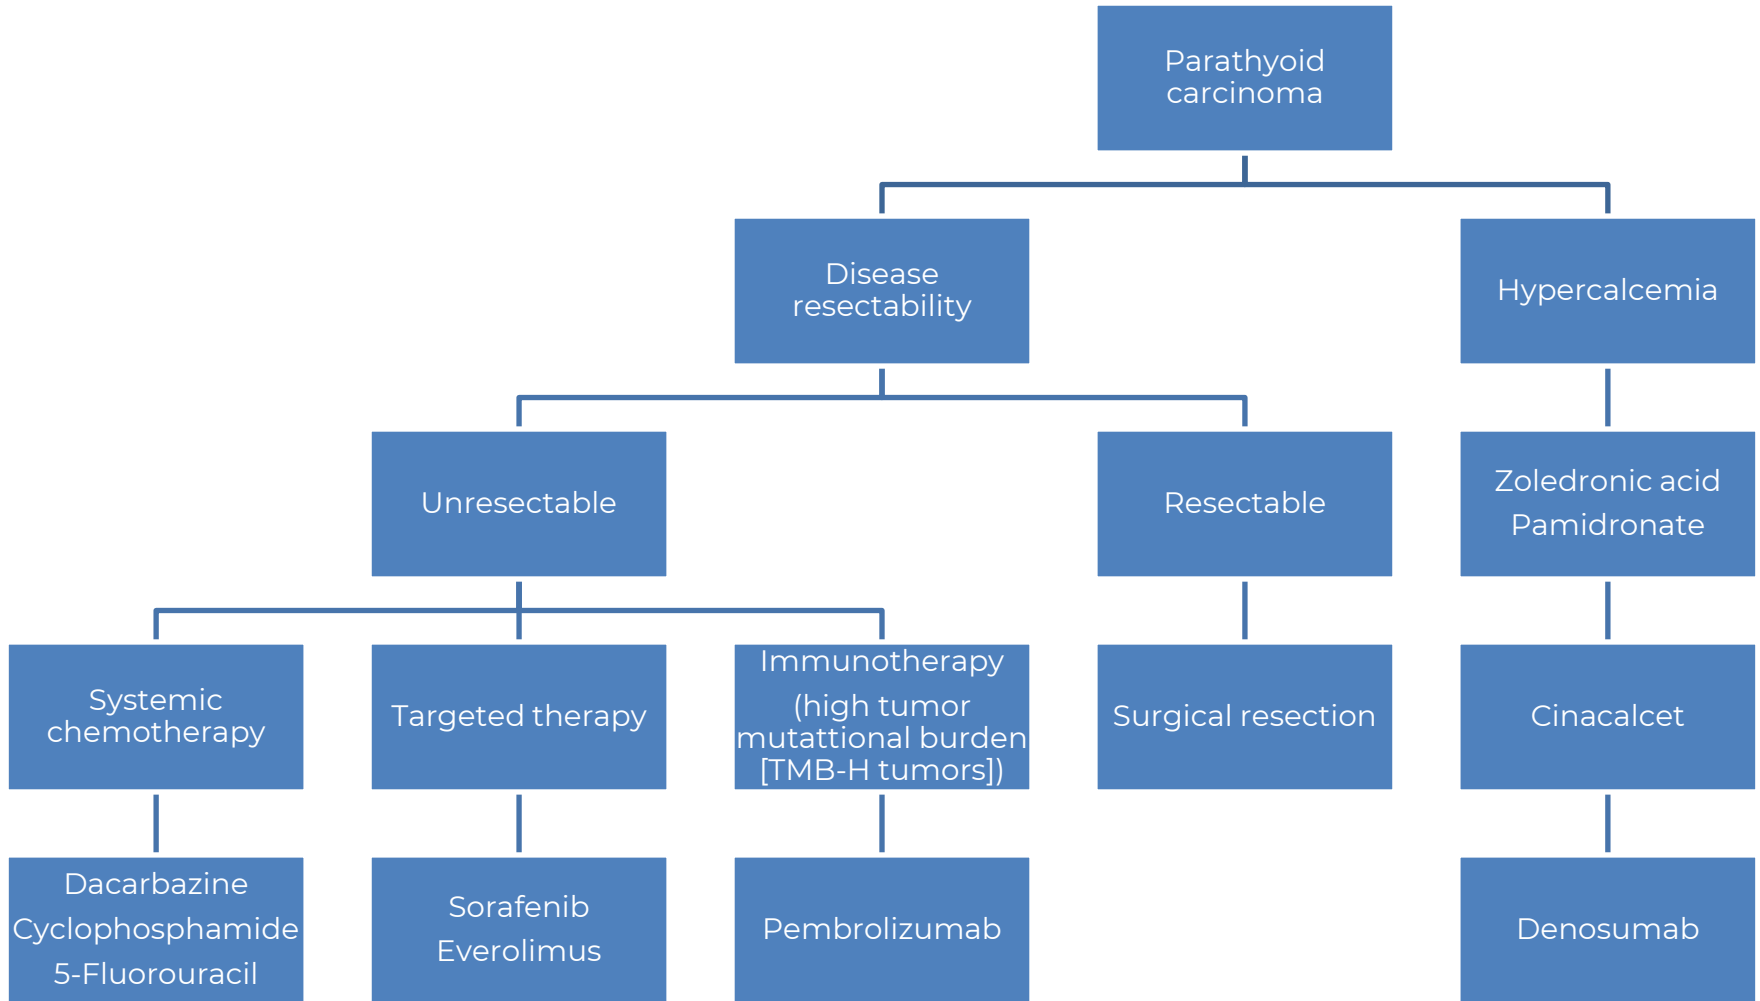 Parathyoid
carcinoma
Disease
resectability
Hypercalcemia
Unresectable
Resectable
Zoledronic acid
Pamidronate
Systemic
chemotherapy
Targeted therapy
Immunotherapy
(high tumor
mutattional burden
[TMB-H tumors])
Surgical resection
Cinacalcet
Dacarbazine
Cyclophosphamide
5-Fluorouracil
Sorafenib
Everolimus
Pembrolizumab
Denosumab